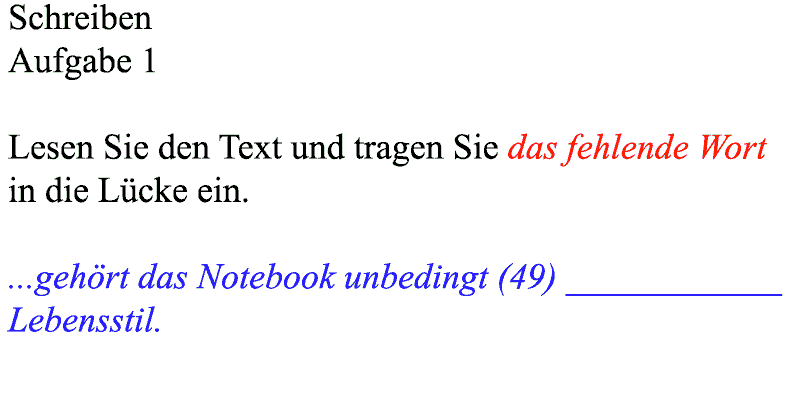 Schreiben
Aufgabe 1
Lesen Sie den Text und tragen Sie das fehlende Wort
in die Lücke ein.
...gehört das Notebook unbedingt (49) ____________
Lebensstil.